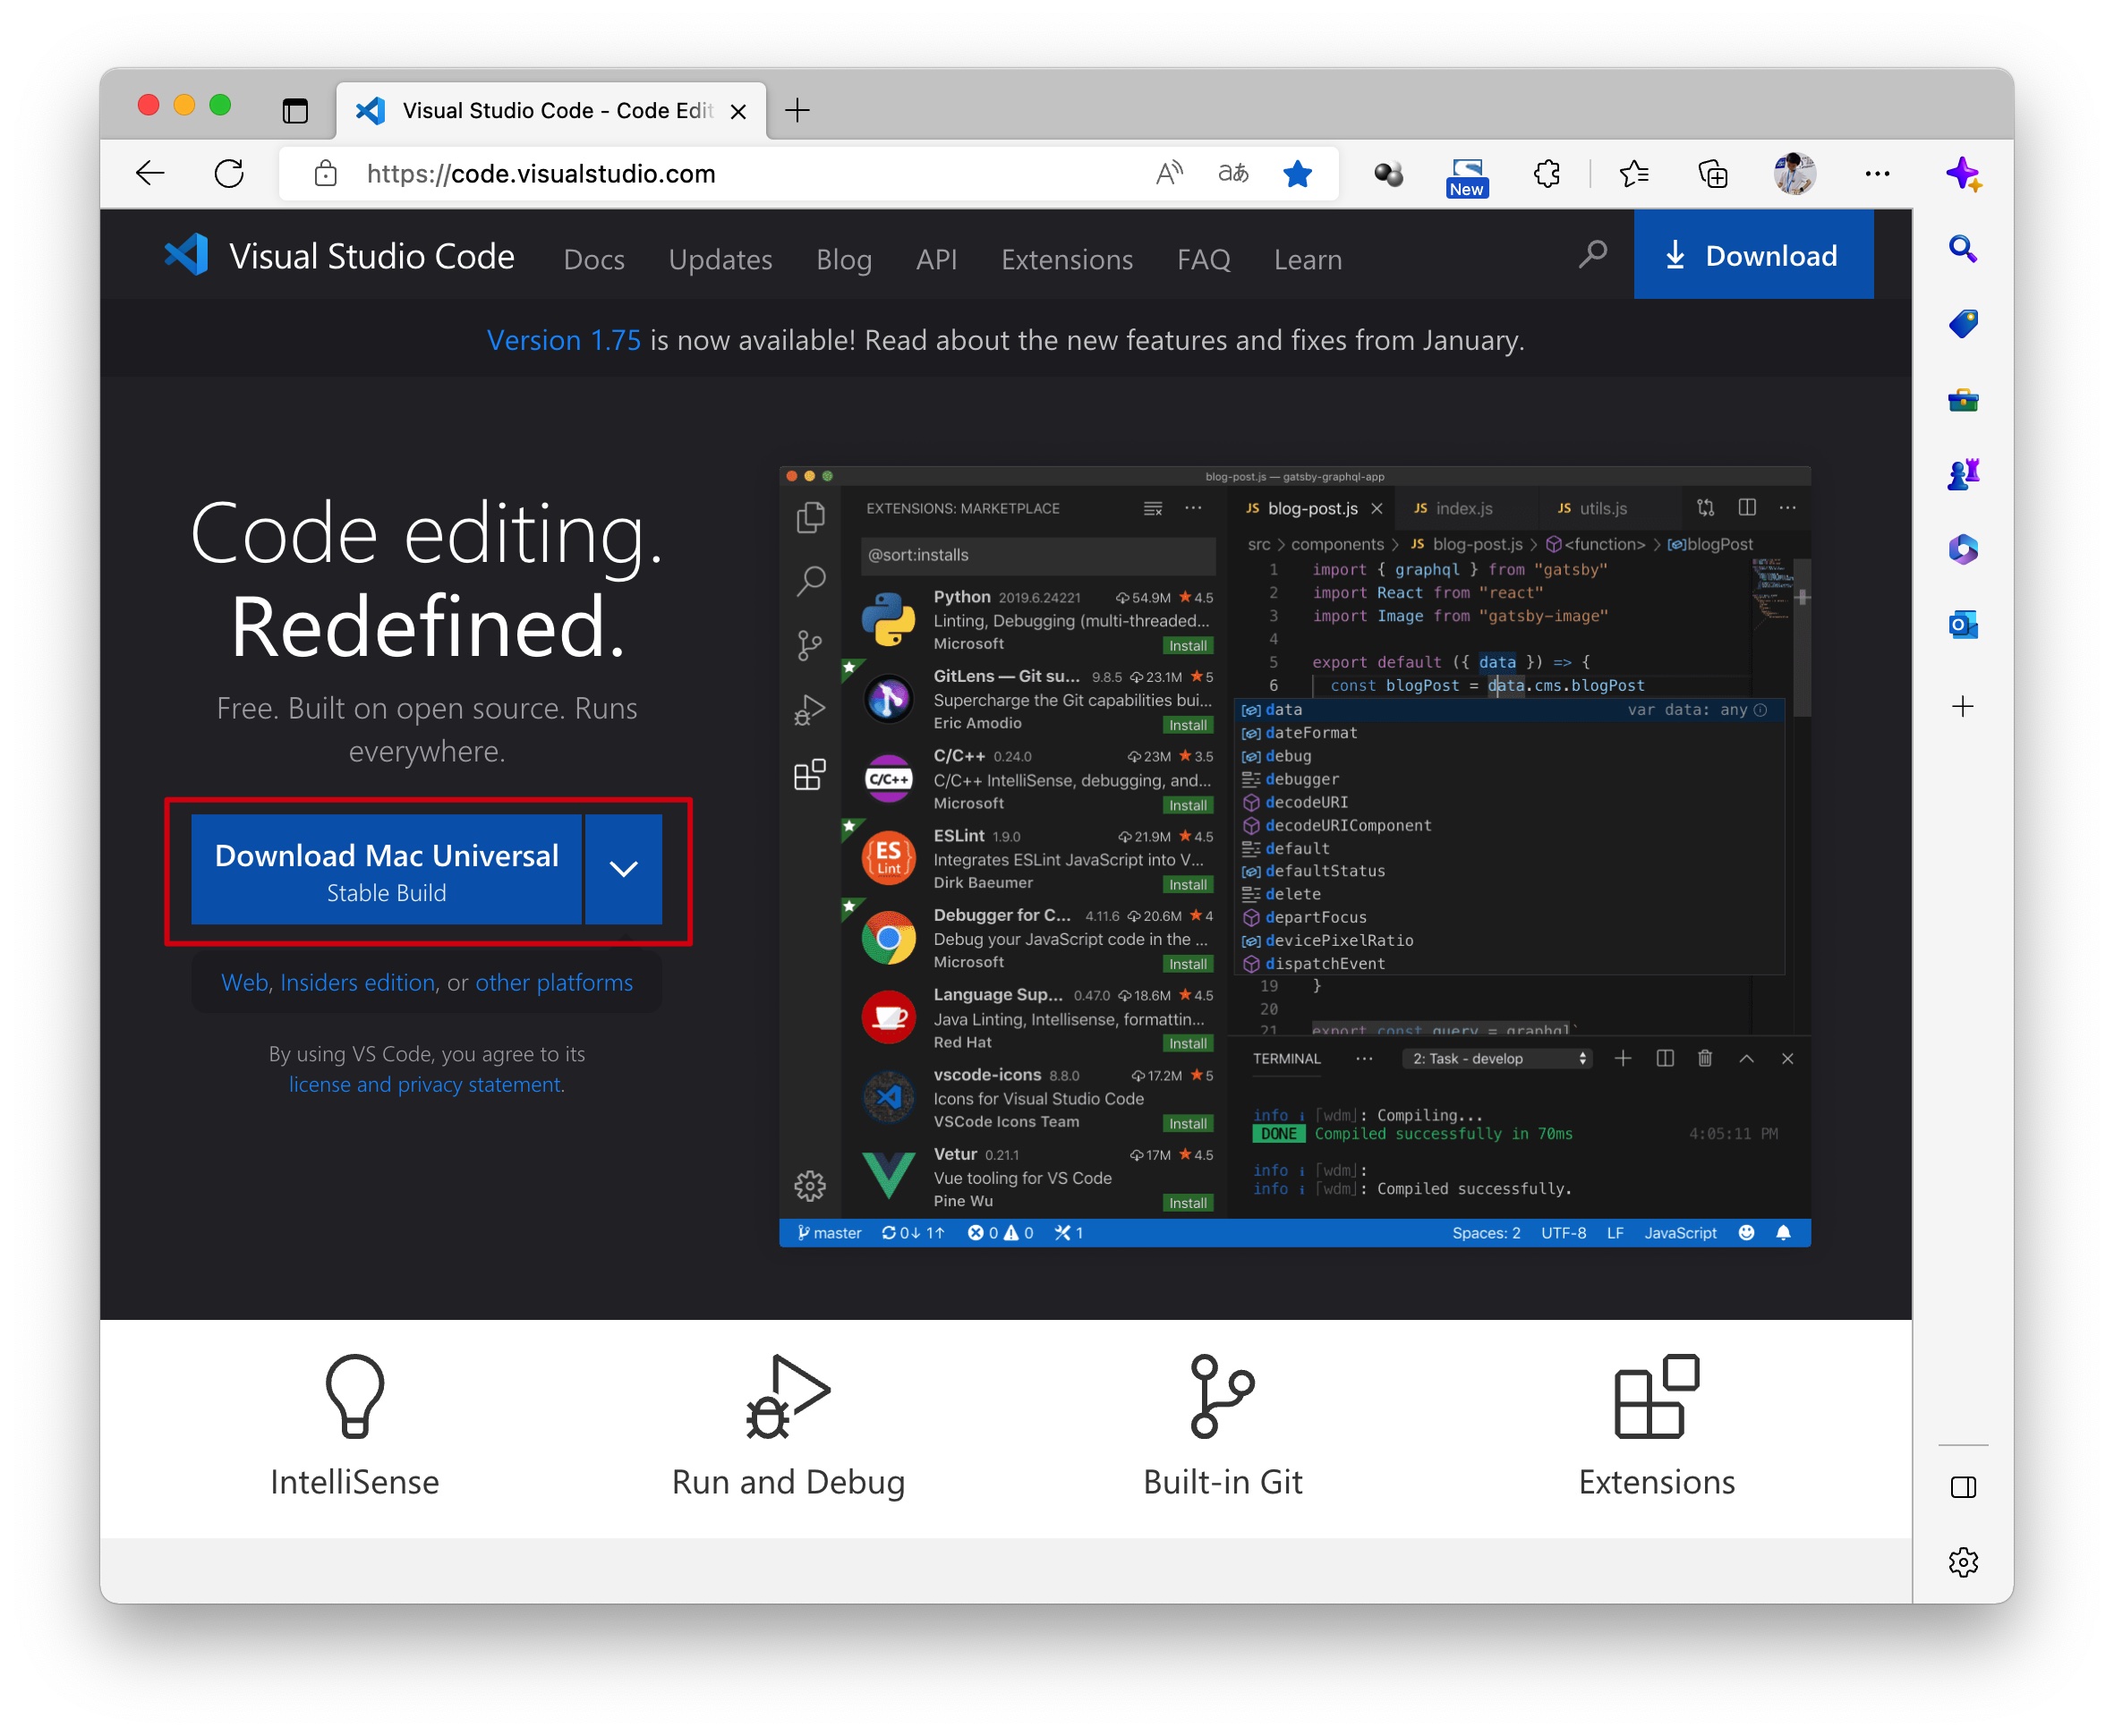 Visual Studio Code - Code Edit
https://code.visualstudio.com
New
Visual Studio Code Docs Updates Blog API Extensions FAQ Learn Download
Version 1.75 is now available! Read about the new features and fixes from January.
Code editing.
Redefined.
Free. Built on open source. Runs
everywhere.
Download Mac Universal
Stable Build
Web, Insiders edition, or other platforms
By using VS Code, you agree to its
license and privacy statement.
blog-post.js — gatsby-graphql-app
EXTENSIONS: MARKETPLACE
@sort:installs
Python 2019.6.24221 54.9M 4.5
Linting, Debugging (multi-threaded...
Microsoft Install
GitLens — Git su... 9.8.5 23.1M 5
Supercharge the Git capabilities bui...
Eric Amodio Install
C/C++
C/C++ 0.24.0 23M 3.5
C/C++ IntelliSense, debugging, and...
Microsoft Install
ES
Lint
ESLint 1.9.0 21.9M 4.5
Integrates ESLint JavaScript into V...
Dirk Baeumer Install
Debugger for C... 4.11.6 20.6M 4
Debug your JavaScript code in the ...
Microsoft Install
Language Sup... 0.47.0 18.6M 4.5
Java Linting, Intellisense, formattin...
Red Hat Install
vscode-icons 8.8.0 17.2M 5
Icons for Visual Studio Code
VSCode Icons Team Install
Vetur 0.21.1 17M 4.5
Vue tooling for VS Code
Pine Wu Install
JS blog-post.js JS index.js JS utils.js
src > components > JS blog-post.js > <function> > blogPost
1 import { graphql } from "gatsby"
2 import React from "react"
3 import Image from "gatsby-image"
4
5 export default ({ data }) => {
6 const blogPost = data.cms.blogPost
data var data: any
dateFormat
debug
debugger
decodeURI
decodeURIComponent
default
defaultStatus
delete
departFocus
devicePixelRatio
dispatchEvent
19 }
20
21 export const query = graphql`
TERMINAL ... 2: Task - develop
info i ｢wdm｣: Compiling...
DONE Compiled successfully in 70ms 4:05:11 PM
info i ｢wdm｣:
info i ｢wdm｣: Compiled successfully.
master 0↓ 1↑ 0 0 1 Spaces: 2 UTF-8 LF JavaScript
IntelliSense
Run and Debug
Built-in Git
Extensions